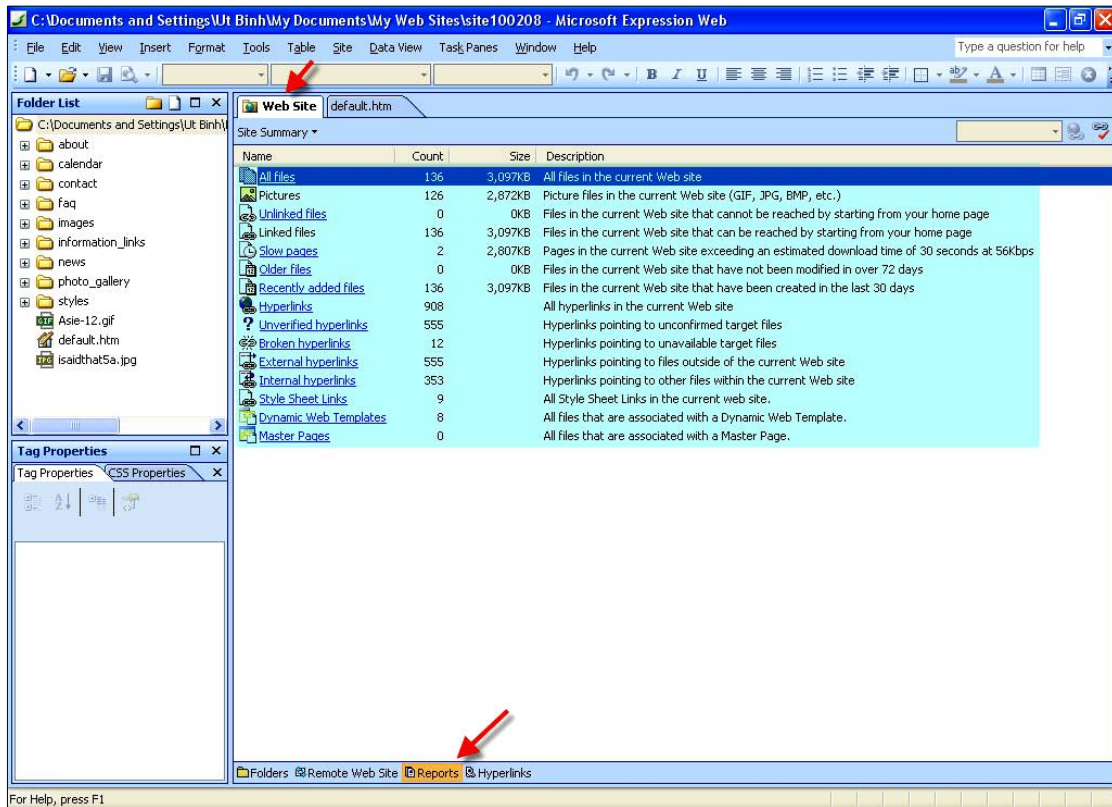 C:\Documents and Settings\Ut Binh\My Documents\My Web Sites\site100208 - Microsoft Expression Web
File Edit View Insert Format Tools Table Site Data View Task Panes Window Help Type a question for help
Folder List
C:\Documents and Settings\Ut Binh\
about
calendar
contact
faq
images
information_links
news
photo_gallery
styles
Asie-12.gif
default.htm
isaidthat5a.jpg
Tag Properties
Tag Properties CSS Properties
Web Site default.htm
Site Summary
Name Count Size Description
All files 136 3,097KB All files in the current Web site
Pictures 126 2,872KB Picture files in the current Web site (GIF, JPG, BMP, etc.)
Unlinked files 0 0KB Files in the current Web site that cannot be reached by starting from your home page
Linked files 136 3,097KB Files in the current Web site that can be reached by starting from your home page
Slow pages 2 2,807KB Pages in the current Web site exceeding an estimated download time of 30 seconds at 56Kbps
Older files 0 0KB Files in the current Web site that have not been modified in over 72 days
Recently added files 136 3,097KB Files in the current Web site that have been created in the last 30 days
Hyperlinks 908 All hyperlinks in the current Web site
Unverified hyperlinks 555 Hyperlinks pointing to unconfirmed target files
Broken hyperlinks 12 Hyperlinks pointing to unavailable target files
External hyperlinks 555 Hyperlinks pointing to files outside of the current Web site
Internal hyperlinks 353 Hyperlinks pointing to other files within the current Web site
Style Sheet Links 9 All Style Sheet Links in the current web site.
Dynamic Web Templates 8 All files that are associated with a Dynamic Web Template.
Master Pages 0 All files that are associated with a Master Page.
Folders Remote Web Site Reports Hyperlinks
For Help, press F1